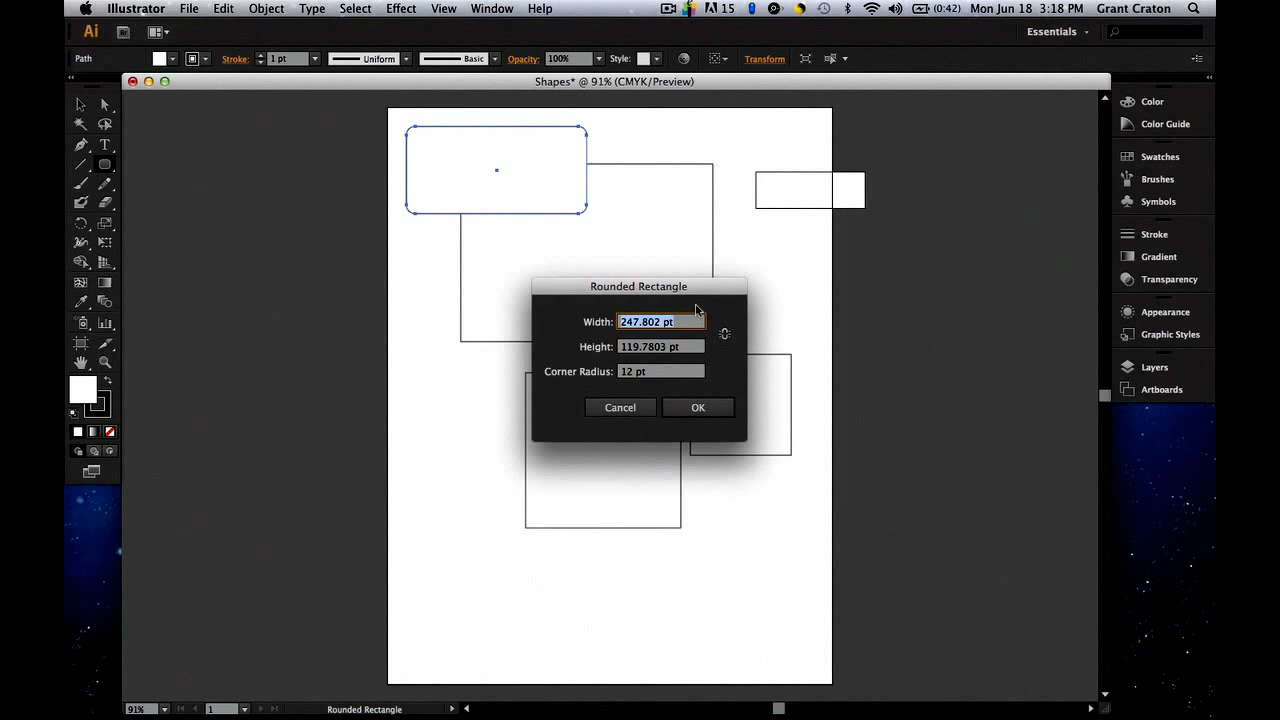 Illustrator File Edit Object Type Select Effect View Window Help 15 (0:42) Mon Jun 18 3:18 PM Grant Craton
Ai Br Essentials
Path Stroke: 1 pt Uniform Basic Opacity: 100% Style: Transform
Shapes* @ 91% (CMYK/Preview)
Color
Color Guide
Swatches
Brushes
Symbols
Stroke
Gradient
Transparency
Appearance
Graphic Styles
Layers
Artboards
Rounded Rectangle
Width: 247.802 pt
Height: 119.7803 pt
Corner Radius: 12 pt
Cancel OK
91% 1 Rounded Rectangle